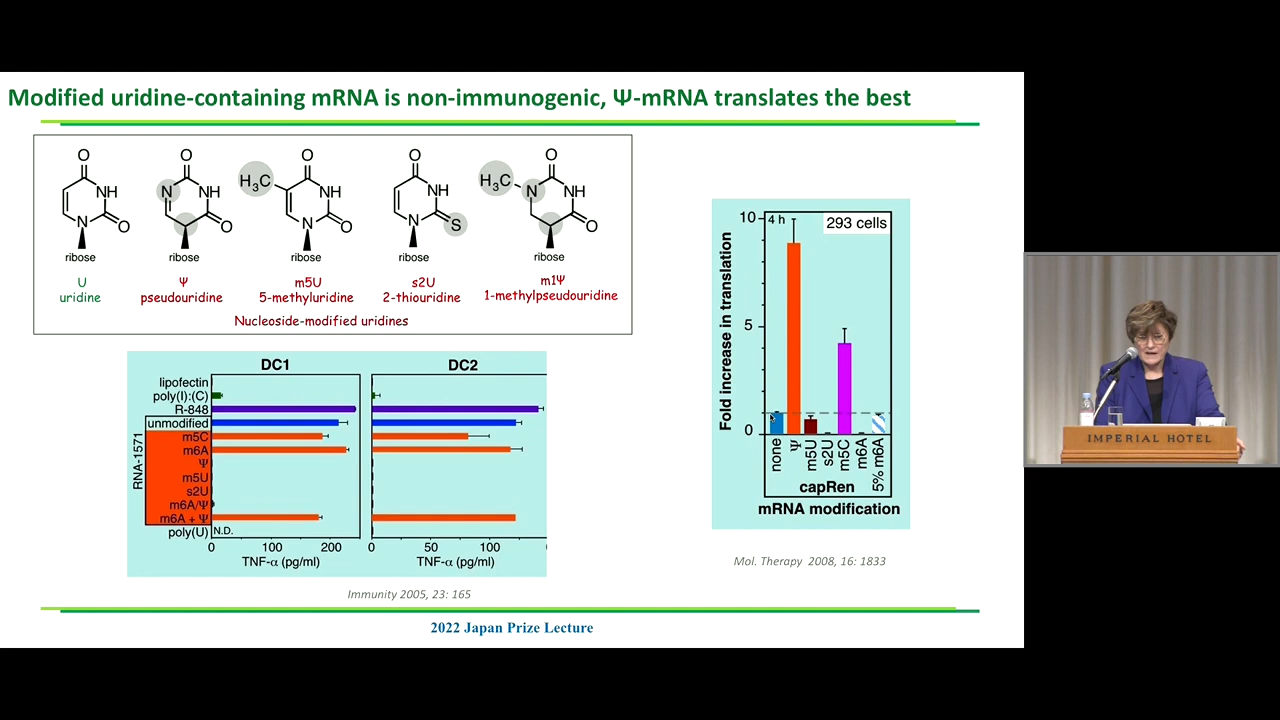 Modified uridine-containing mRNA is non-immunogenic, Ψ-mRNA translates the best
O O O O O
N NH NH H₃C NH NH H₃C N NH
N O O N O N S O
ribose ribose ribose ribose ribose
U Ψ m5U s2U m1Ψ
uridine pseudouridine 5-methyluridine 2-thiouridine 1-methylpseudouridine
Nucleoside-modified uridines
DC1 DC2
lipofectin
poly(I):(C)
R-848
unmodified
m5C
m6A
Ψ
m5U
s2U
m6A/Ψ
m6A + Ψ
poly(U) N.D.
RNA-1571
0 100 200 0 50 100
TNF-α (pg/ml) TNF-α (pg/ml)
Immunity 2005, 23: 165
Fold increase in translation
10 4 h 293 cells
5
0
none Ψ m5U s2U m5C m6A 5% m6A
capRen
mRNA modification
Mol. Therapy 2008, 16: 1833
2022 Japan Prize Lecture
IMPERIAL HOTEL